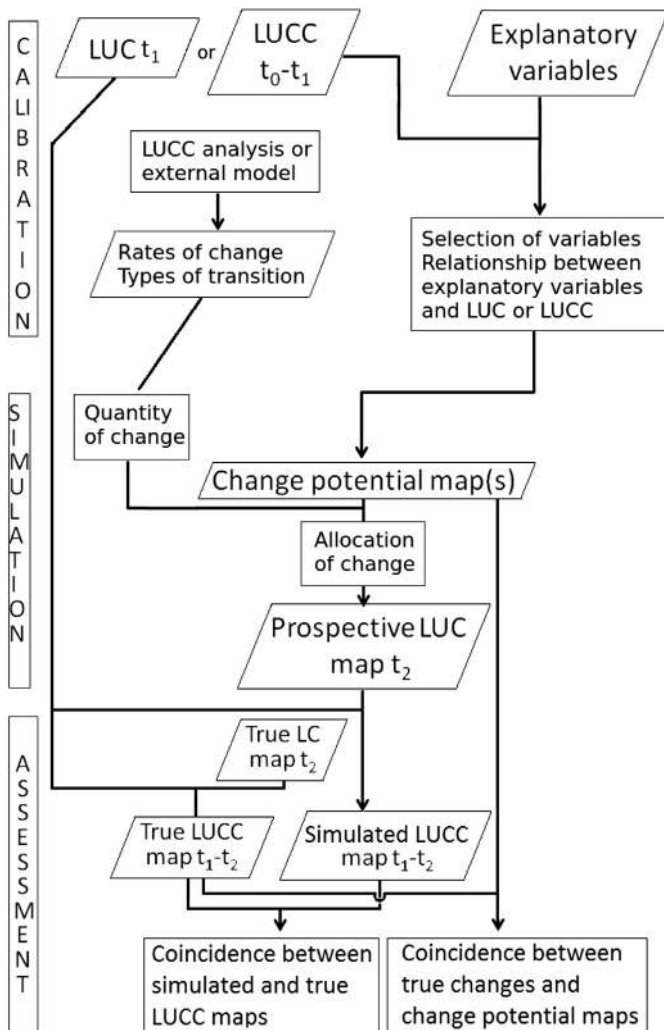 CALIBRATION
LUC t₁
or
LUCC
t₀-t₁
Explanatory
variables
LUCC analysis or
external model
Rates of change
Types of transition
Selection of variables
Relationship between
explanatory variables
and LUC or LUCC
SIMULATION
Quantity
of change
Change potential map(s)
Allocation
of change
Prospective LUC
map t₂
ASSESSMENT
True LC
map t₂
True LUCC
map t₁-t₂
Simulated LUCC
map t₁-t₂
Coincidence between
simulated and true
LUCC maps
Coincidence between
true changes and
change potential maps